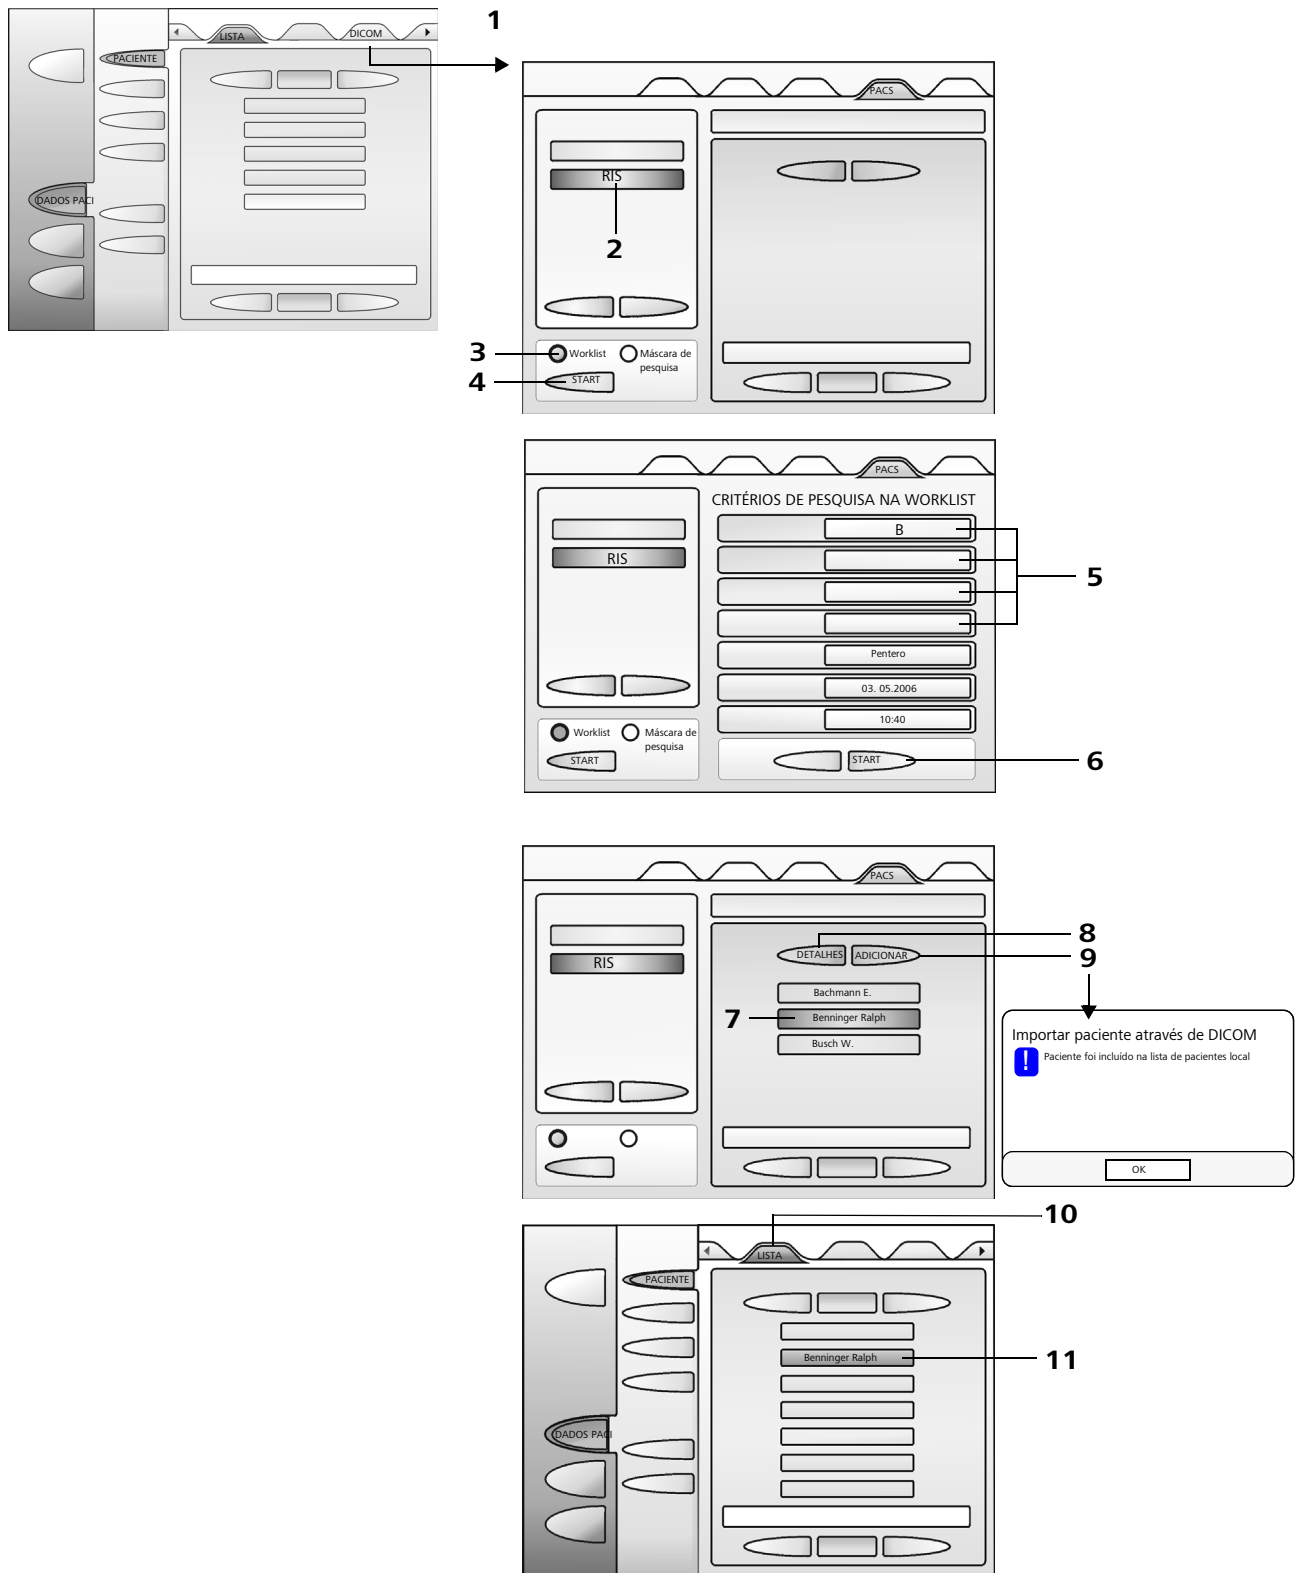 1
LISTA
DICOM
PACIENTE
DADOS PACI
PACS
RIS
2
3
Worklist
Máscara de
pesquisa
4
START
PACS
CRITÉRIOS DE PESQUISA NA WORKLIST
B
RIS
5
Pentero
03. 05.2006
10:40
Worklist
Máscara de
pesquisa
START
START
6
PACS
8
DETALHES
ADICIONAR
9
RIS
Bachmann E.
7
Benninger Ralph
Busch W.
Importar paciente através de DICOM
!
Paciente foi incluído na lista de pacientes local
OK
10
LISTA
PACIENTE
Benninger Ralph
11
DADOS PACI